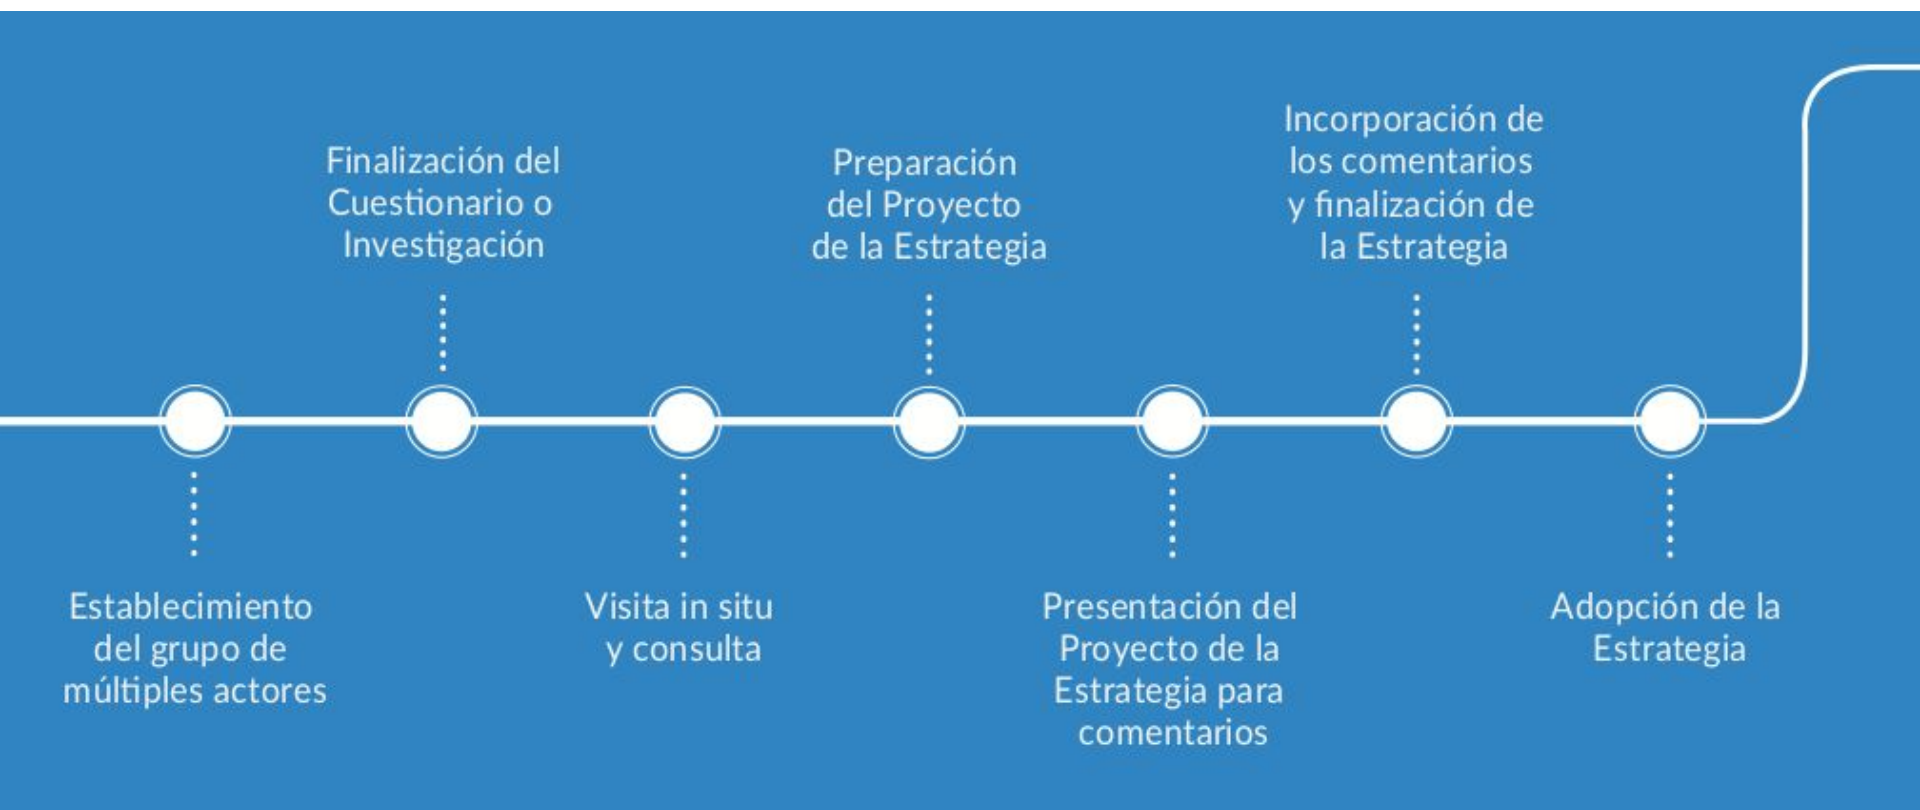 Establecimiento
del grupo de
múltiples actores
Finalización del
Cuestionario o
Investigación
Visita in situ
y consulta
Preparación
del Proyecto
de la Estrategia
Presentación del
Proyecto de la
Estrategia para
comentarios
Incorporación de
los comentarios
y finalización de
la Estrategia
Adopción de la
Estrategia